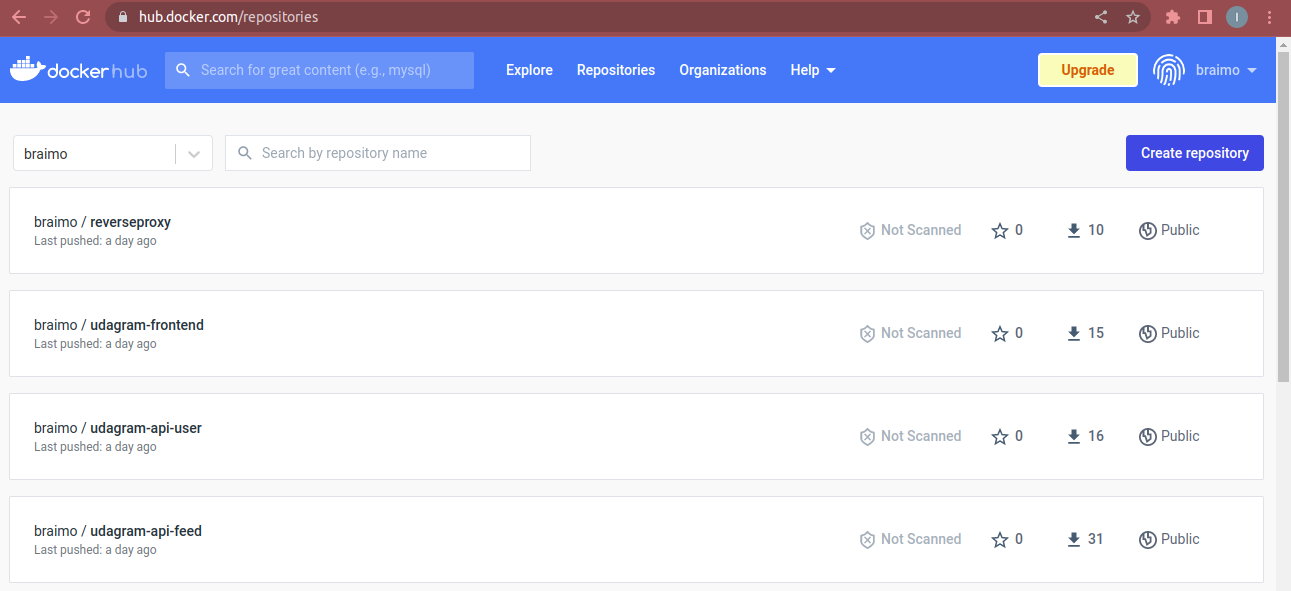 hub.docker.com/repositories
I
docker hub
Search for great content (e.g., mysql)
Explore
Repositories
Organizations
Help
Upgrade
braimo
braimo
Search by repository name
Create repository
braimo / reverseproxy
Last pushed: a day ago
Not Scanned
0
10
Public
braimo / udagram-frontend
Last pushed: a day ago
Not Scanned
0
15
Public
braimo / udagram-api-user
Last pushed: a day ago
Not Scanned
0
16
Public
braimo / udagram-api-feed
Last pushed: a day ago
Not Scanned
0
31
Public